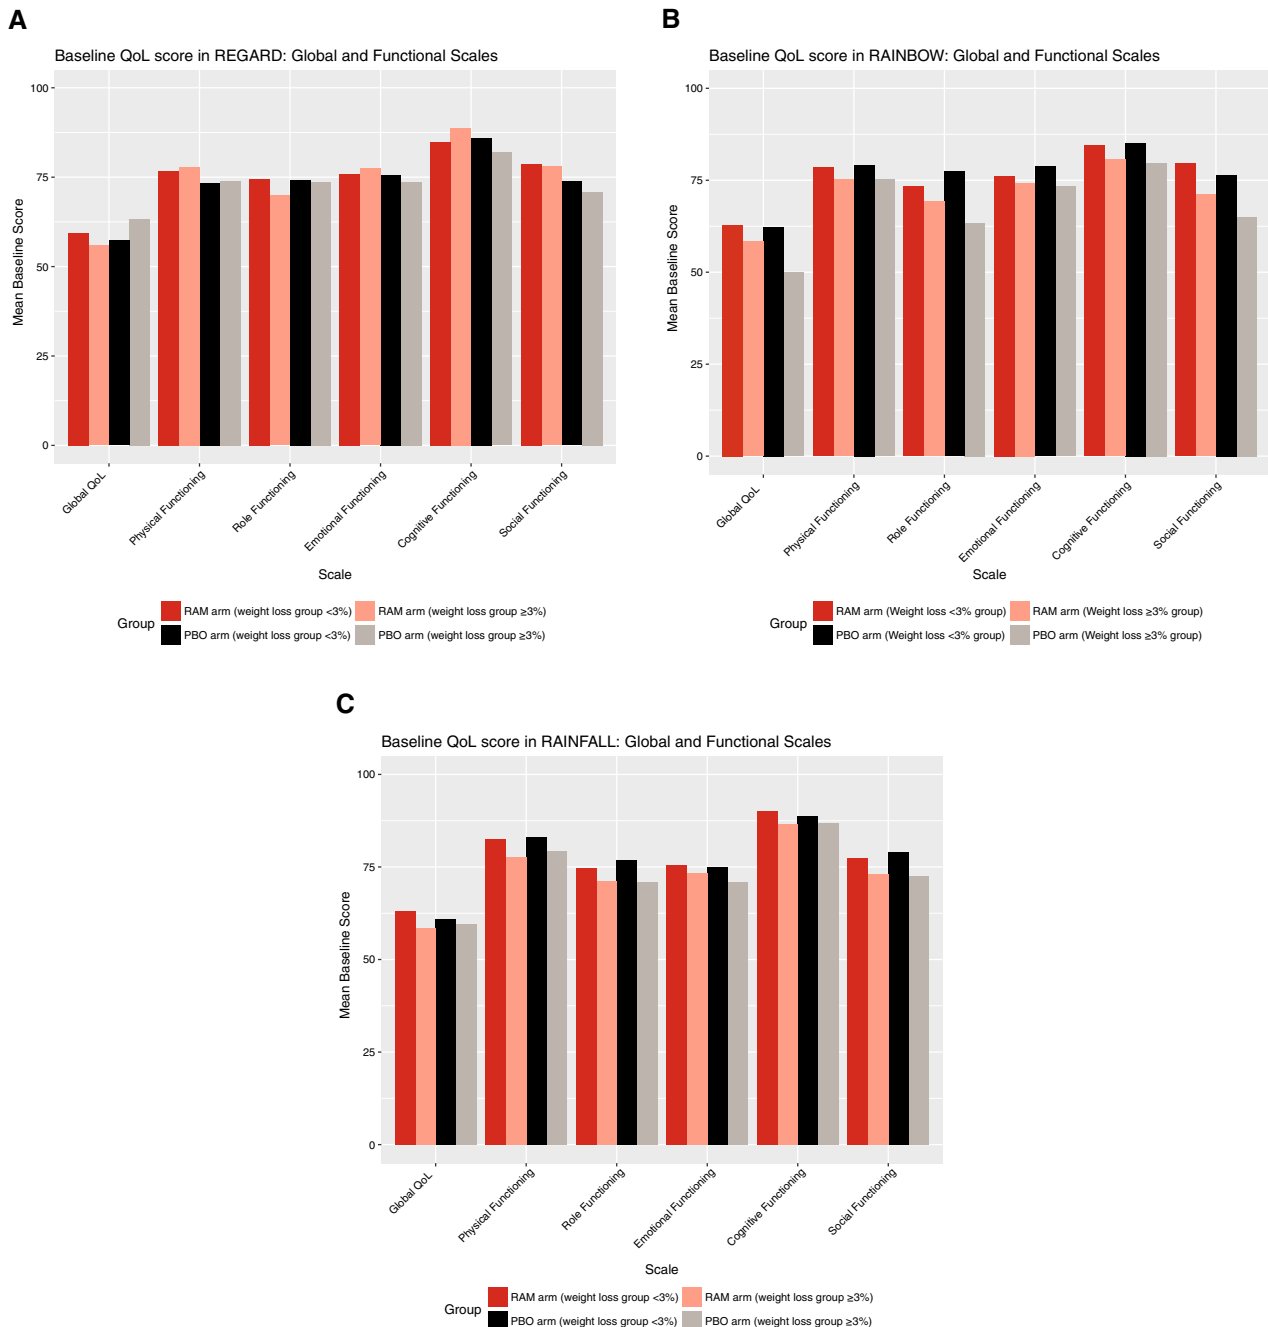 A
Baseline QoL score in REGARD: Global and Functional Scales
100
75
50
25
0
Mean Baseline Score
Global QoL
Physical Functioning
Role Functioning
Emotional Functioning
Cognitive Functioning
Social Functioning
Scale
Group
RAM arm (weight loss group <3%)
RAM arm (weight loss group ≥3%)
PBO arm (weight loss group <3%)
PBO arm (weight loss group ≥3%)
B
Baseline QoL score in RAINBOW: Global and Functional Scales
100
75
50
25
0
Mean Baseline Score
Global QoL
Physical Functioning
Role Functioning
Emotional Functioning
Cognitive Functioning
Social Functioning
Scale
Group
RAM arm (Weight loss <3% group)
RAM arm (Weight loss ≥3% group)
PBO arm (Weight loss <3% group)
PBO arm (Weight loss ≥3% group)
C
Baseline QoL score in RAINFALL: Global and Functional Scales
100
75
50
25
0
Mean Baseline Score
Global QoL
Physical Functioning
Role Functioning
Emotional Functioning
Cognitive Functioning
Social Functioning
Scale
Group
RAM arm (weight loss group <3%)
RAM arm (weight loss group ≥3%)
PBO arm (weight loss group <3%)
PBO arm (weight loss group ≥3%)